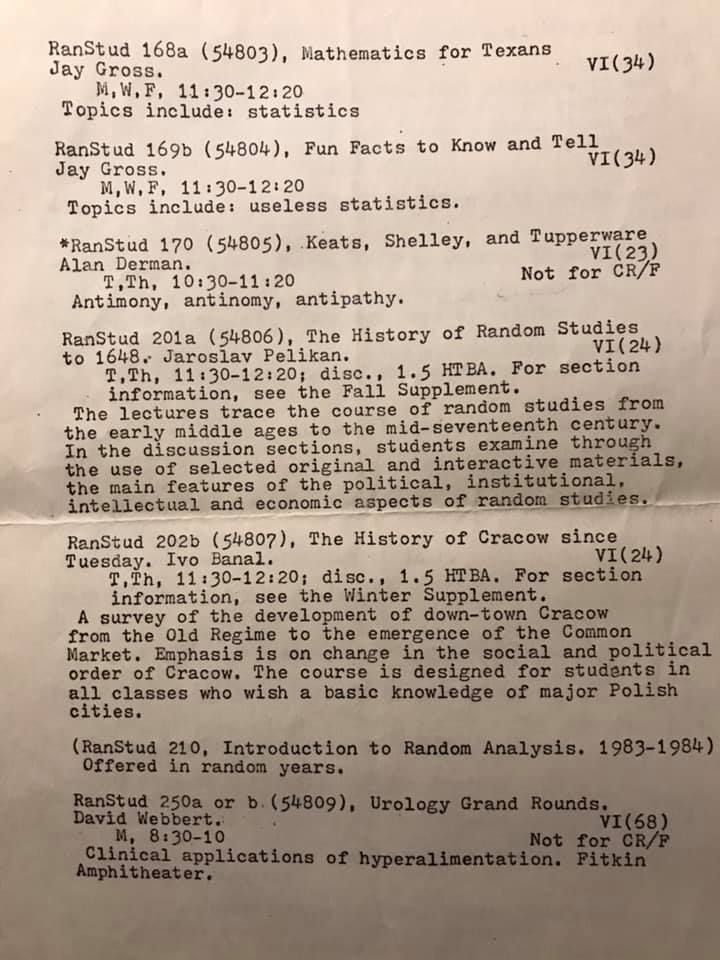 RanStud 168a (54803), Mathematics for Texans
Jay Gross. VI(34)
M,W,F, 11:30-12:20
Topics include: statistics
RanStud 169b (54804), Fun Facts to Know and Tell
Jay Gross. VI(34)
M,W,F, 11:30-12:20
Topics include: useless statistics.
*RanStud 170 (54805), Keats, Shelley, and Tupperware
Alan Derman. VI(23)
T,Th, 10:30-11:20 Not for CR/F
Antimony, antinomy, antipathy.
RanStud 201a (54806), The History of Random Studies
to 1648. Jaroslav Pelikan. VI(24)
T,Th, 11:30-12:20; disc., 1.5 HTBA. For section
information, see the Fall Supplement.
The lectures trace the course of random studies from
the early middle ages to the mid-seventeenth century.
In the discussion sections, students examine through
the use of selected original and interactive materials,
the main features of the political, institutional,
intellectual and economic aspects of random studies.
RanStud 202b (54807), The History of Cracow since
Tuesday. Ivo Banal. VI(24)
T,Th, 11:30-12:20; disc., 1.5 HTBA. For section
information, see the Winter Supplement.
A survey of the development of down-town Cracow
from the Old Regime to the emergence of the Common
Market. Emphasis is on change in the social and political
order of Cracow. The course is designed for students in
all classes who wish a basic knowledge of major Polish
cities.
(RanStud 210, Introduction to Random Analysis. 1983-1984)
Offered in random years.
RanStud 250a or b (54809), Urology Grand Rounds.
David Webbert. VI(68)
M, 8:30-10 Not for CR/F
Clinical applications of hyperalimentation. Fitkin
Amphitheater.